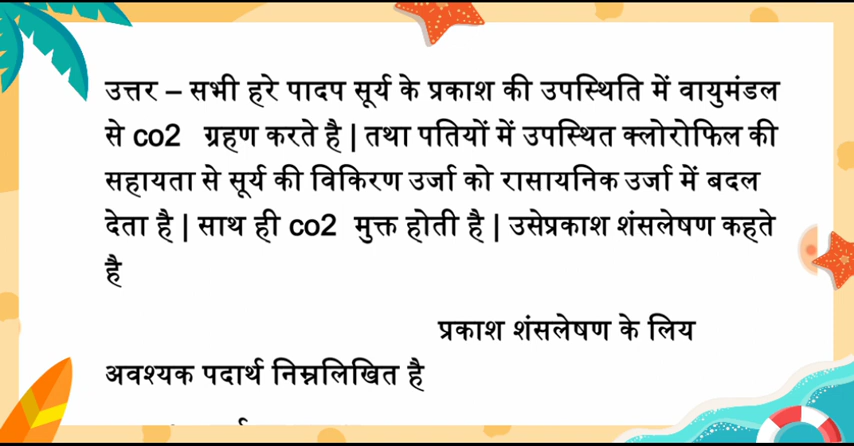 उत्तर – सभी हरे पादप सूर्य के प्रकाश की उपस्थिति में वायुमंडल
से co2 ग्रहण करते है | तथा पतियों में उपस्थित क्लोरोफिल की
सहायता से सूर्य की विकिरण उर्जा को रासायनिक उर्जा में बदल
देता है | साथ ही co2 मुक्त होती है | उसेप्रकाश शंसलेषण कहते
है
प्रकाश शंसलेषण के लिय
अवश्यक पदार्थ निम्नलिखित है